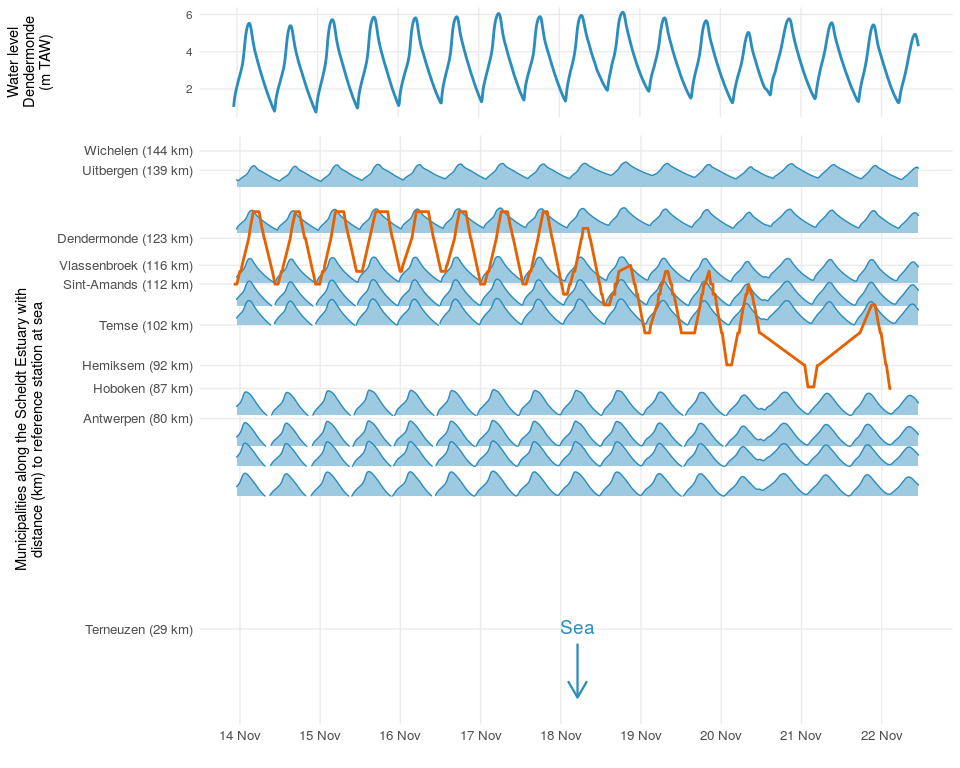 Water level
Dendermonde
(m TAW)
6
4
2
Municipalities along the Scheldt Estuary with
distance (km) to reference station at sea
Wichelen (144 km)
Uitbergen (139 km)
Dendermonde (123 km)
Vlassenbroek (116 km)
Sint-Amands (112 km)
Temse (102 km)
Hemiksem (92 km)
Hoboken (87 km)
Antwerpen (80 km)
Terneuzen (29 km)
Sea
14 Nov 15 Nov 16 Nov 17 Nov 18 Nov 19 Nov 20 Nov 21 Nov 22 Nov